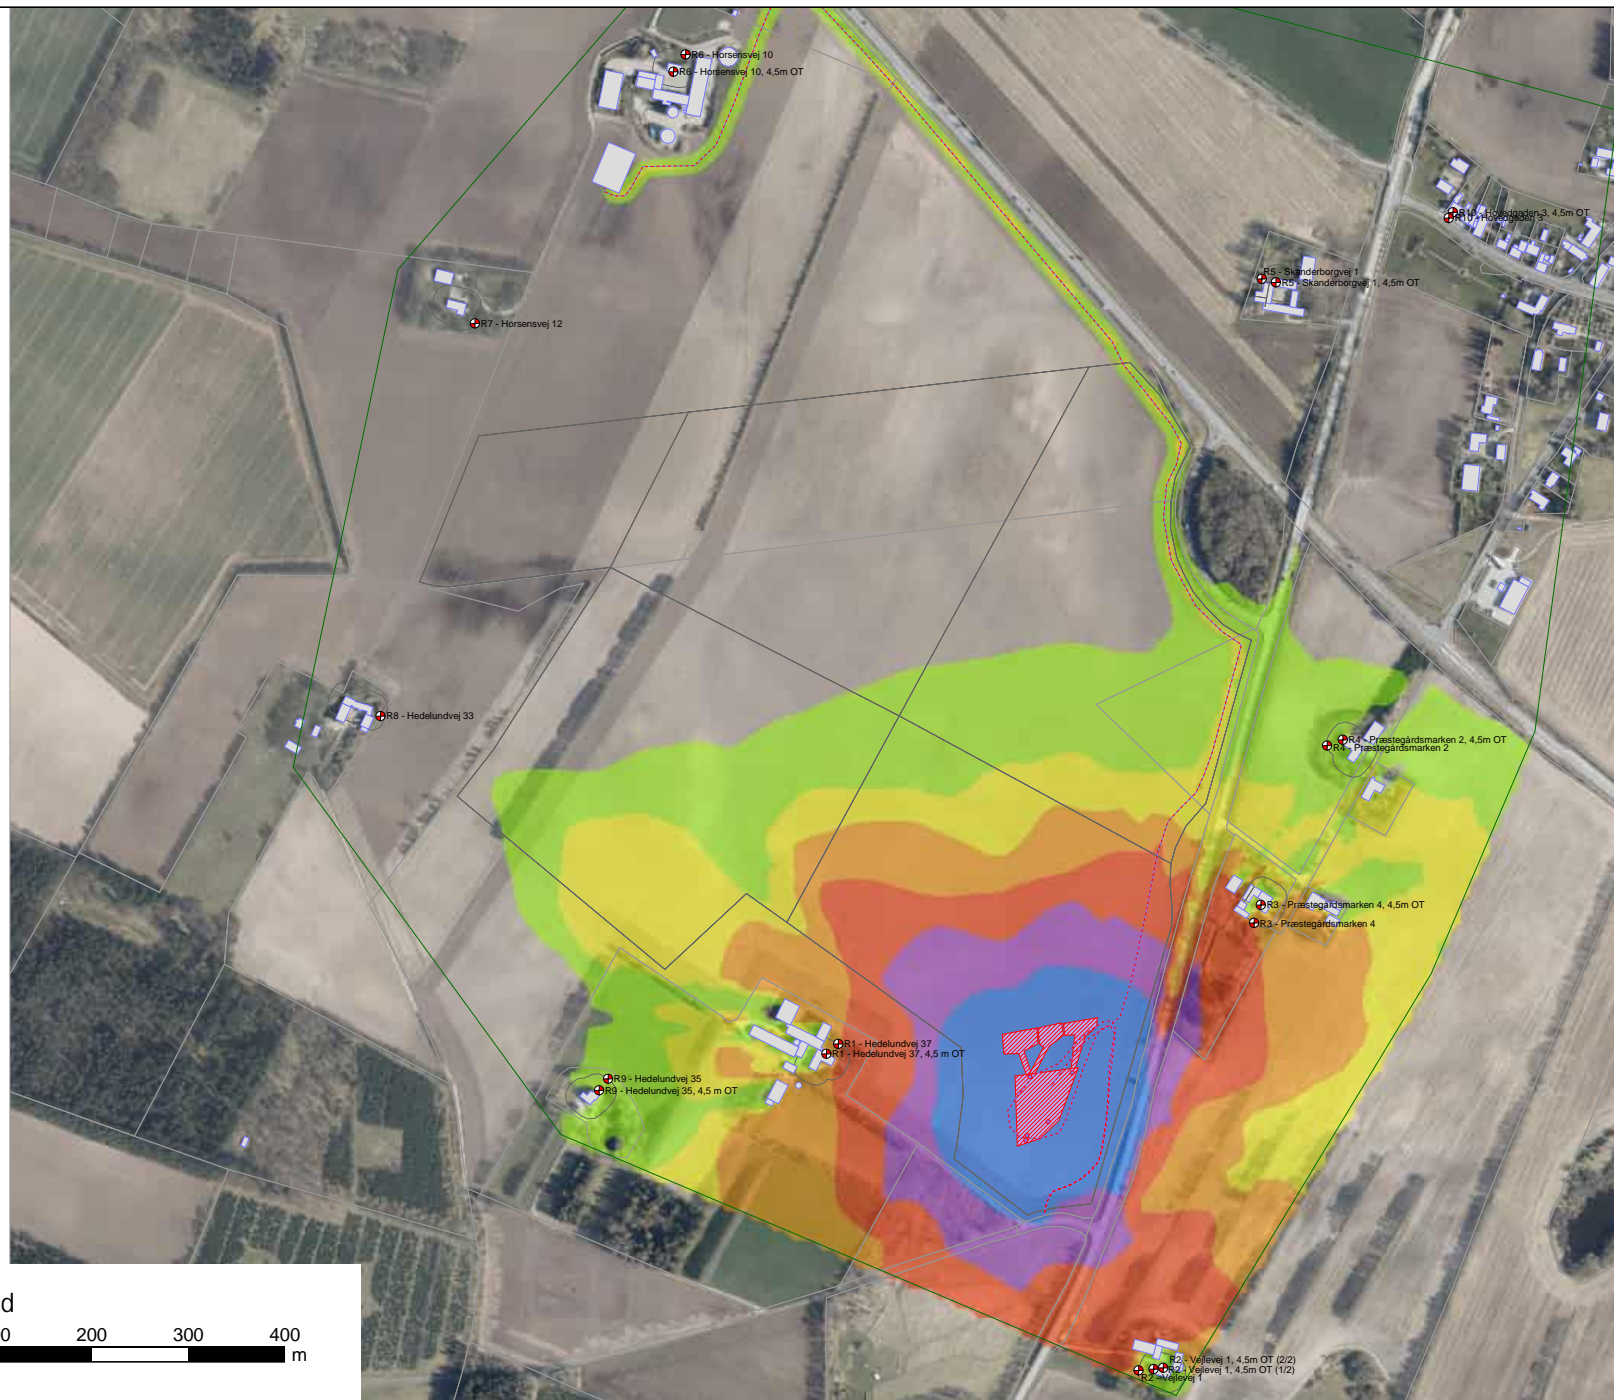 R6 - Horsensvej 10
R6 - Horsensvej 10, 4,5m OT
R10 - Hovedgaden 3, 4,5m OT
R10 - Hovedgaden 3
R5 - Skanderborgvej 1
R5 - Skanderborgvej 1, 4,5m OT
R7 - Horsensvej 12
R8 - Hedelundvej 33
R4 - Præstegårdsmarken 2, 4,5m OT
R4 - Præstegårdsmarken 2
R3 - Præstegårdsmarken 4, 4,5m OT
R3 - Præstegårdsmarken 4
R1 - Hedelundvej 37
R1 - Hedelundvej 37, 4,5 m OT
R9 - Hedelundvej 35
R9 - Hedelundvej 35, 4,5 m OT
d
0 200 300 400
m
R2 - Vejlevej 1, 4,5m OT (2/2)
R2 - Vejlevej 1, 4,5m OT (1/2)
R2 - Vejlevej 1